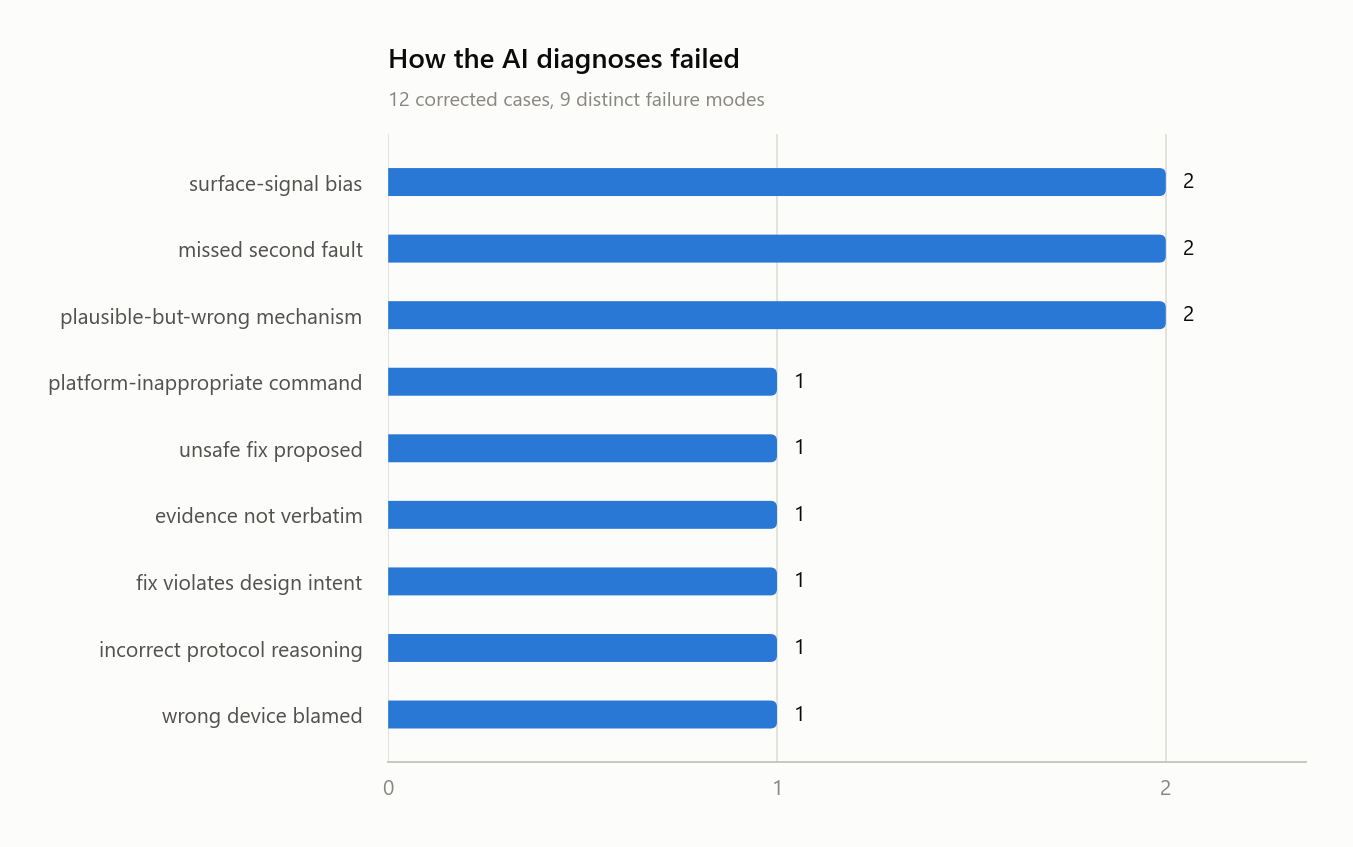 How the AI diagnoses failed
12 corrected cases, 9 distinct failure modes
surface-signal bias 2
missed second fault 2
plausible-but-wrong mechanism 2
platform-inappropriate command 1
unsafe fix proposed 1
evidence not verbatim 1
fix violates design intent 1
incorrect protocol reasoning 1
wrong device blamed 1
0 1 2